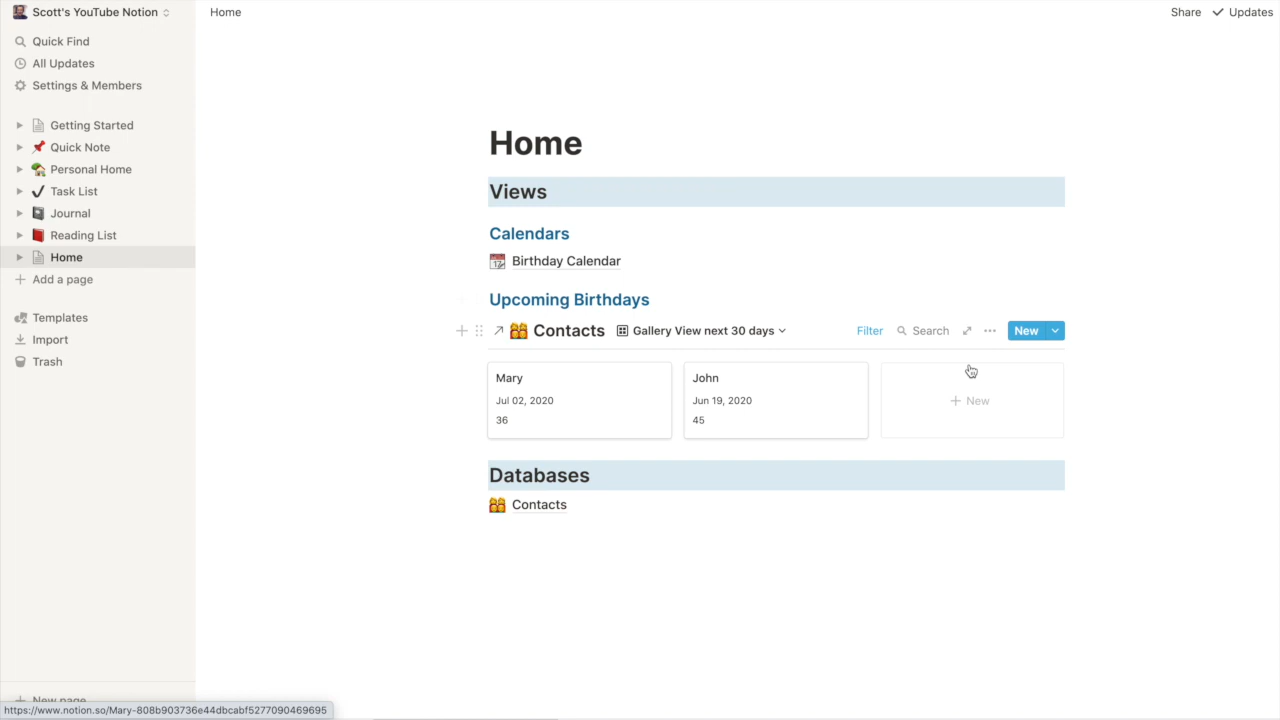 Scott's YouTube Notion
Home
Share
Updates
Quick Find
All Updates
Settings & Members
Getting Started
Quick Note
Personal Home
Task List
Journal
Reading List
Home
Add a page
Templates
Import
Trash
New page
https://www.notion.so/Mary-808b903736e44dbcabf5277090469695
Home
Views
Calendars
Birthday Calendar
Upcoming Birthdays
Contacts Gallery View next 30 days Filter Search New
Mary
Jul 02, 2020
36
John
Jun 19, 2020
45
New
Databases
Contacts